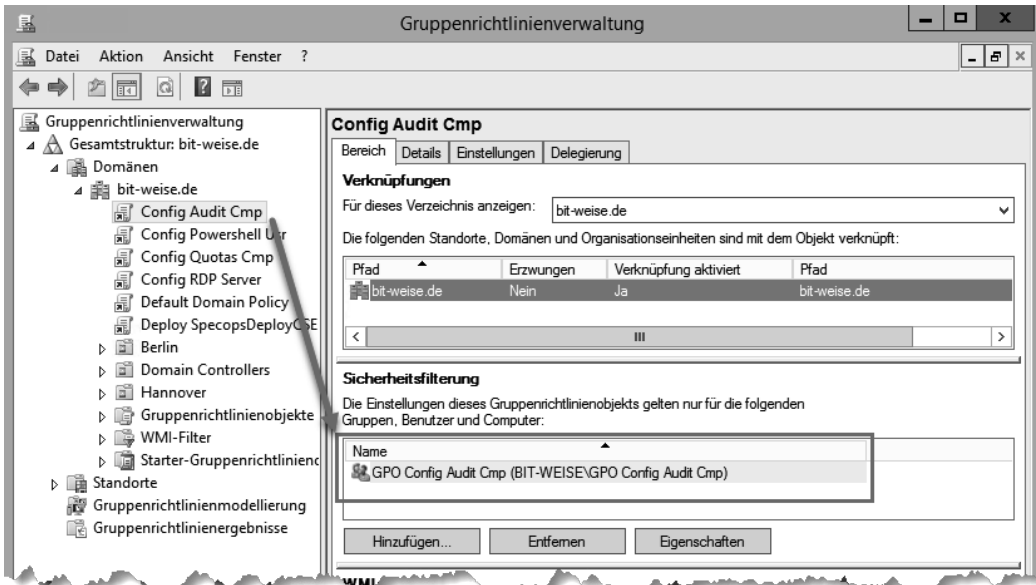 Gruppenrichtlinienverwaltung
Datei Aktion Ansicht Fenster ?
Gruppenrichtlinienverwaltung
Gesamtstruktur: bit-weise.de
Domänen
bit-weise.de
Config Audit Cmp
Config Powershell Usr
Config Quotas Cmp
Config RDP Server
Default Domain Policy
Deploy SpecopsDeployCSE
Berlin
Domain Controllers
Hannover
Gruppenrichtlinienobjekte
WMI-Filter
Starter-Gruppenrichtlinienc
Standorte
Gruppenrichtlinienmodellierung
Gruppenrichtlinienergebnisse
Config Audit Cmp
Bereich Details Einstellungen Delegierung
Verknüpfungen
Für dieses Verzeichnis anzeigen: bit-weise.de
Die folgenden Standorte, Domänen und Organisationseinheiten sind mit dem Objekt verknüpft:
Pfad Erzwungen Verknüpfung aktiviert Pfad
bit-weise.de Nein Ja bit-weise.de
Sicherheitsfilterung
Die Einstellungen dieses Gruppenrichtlinienobjekts gelten nur für die folgenden
Gruppen, Benutzer und Computer:
Name
GPO Config Audit Cmp (BIT-WEISE\GPO Config Audit Cmp)
Hinzufügen... Entfernen Eigenschaften